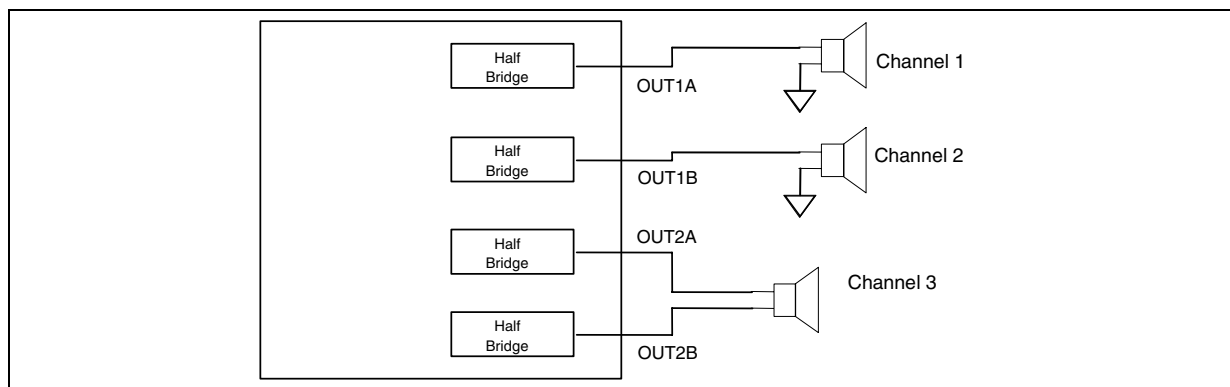 Half
Bridge
OUT1A
Channel 1
Half
Bridge
OUT1B
Channel 2
Half
Bridge
OUT2A
Channel 3
Half
Bridge
OUT2B